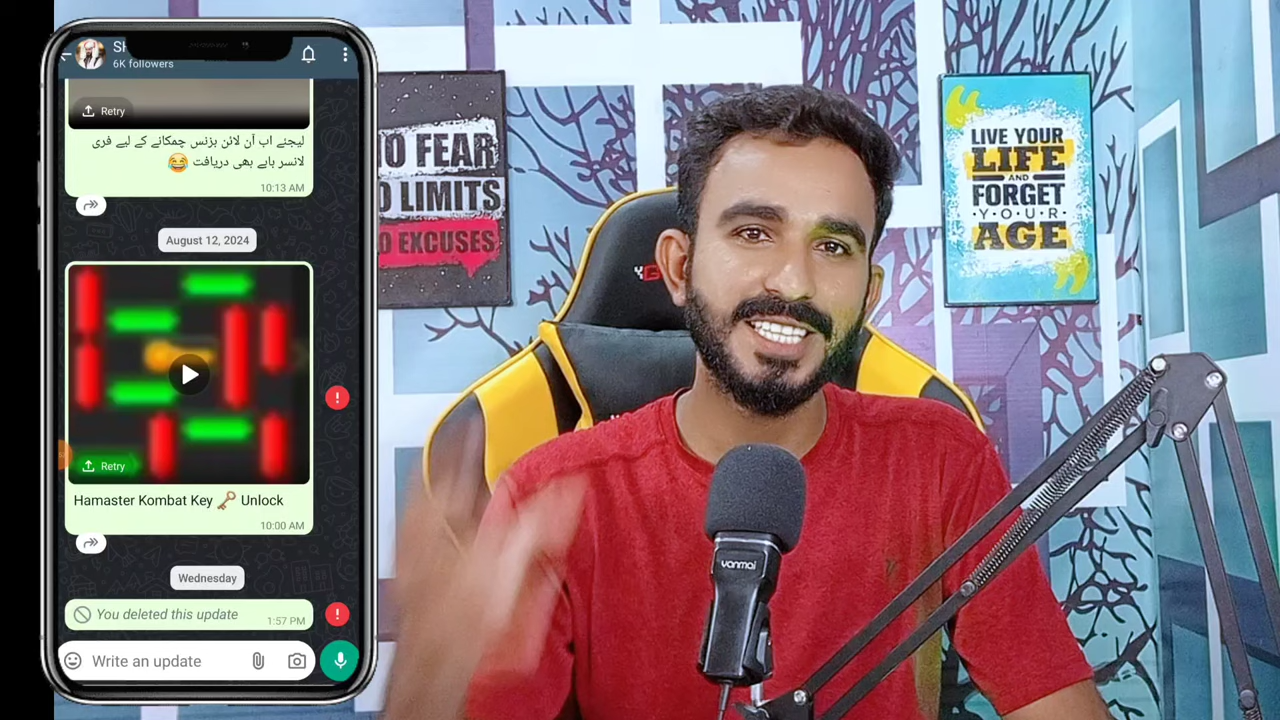 6K followers
Retry
لیجئے اب آن لائن بزنس چمکانے کے لیے فری
لانسر بابے بھی دریافت 😂
10:13 AM
August 12, 2024
Retry
Hamaster Kombat Key 🗝️ Unlock
10:00 AM
Wednesday
You deleted this update
1:57 PM
Write an update
FEAR
LIMITS
EXCUSES
LIVE YOUR
LIFE
AND
FORGET
YOUR
AGE
vanmai